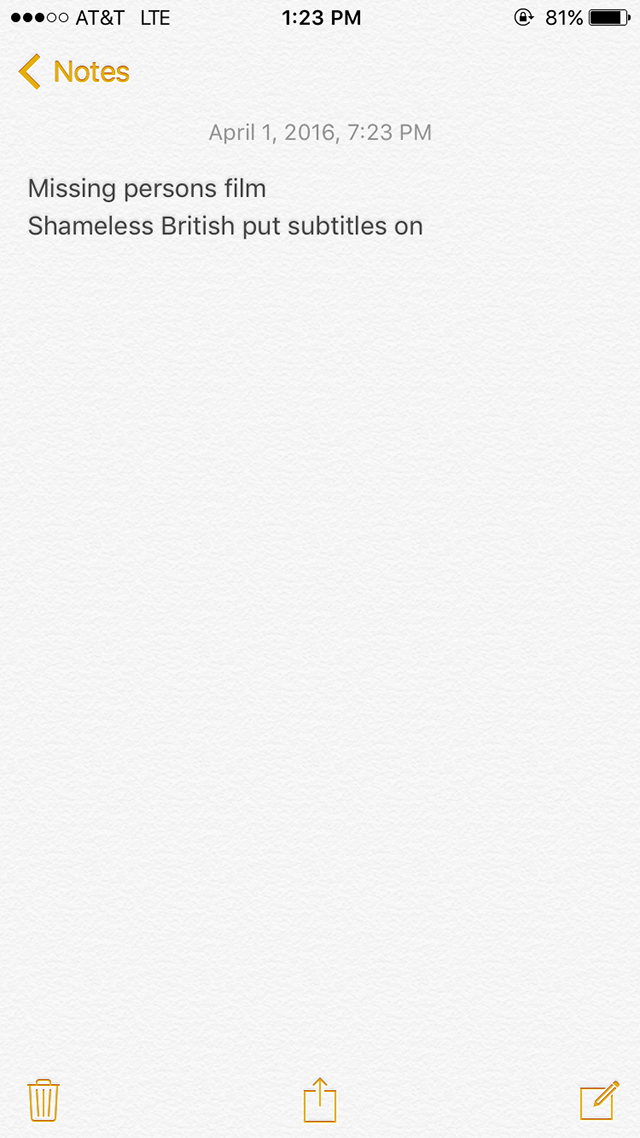 AT&T LTE 1:23 PM 81%
Notes
April 1, 2016, 7:23 PM
Missing persons film
Shameless British put subtitles on